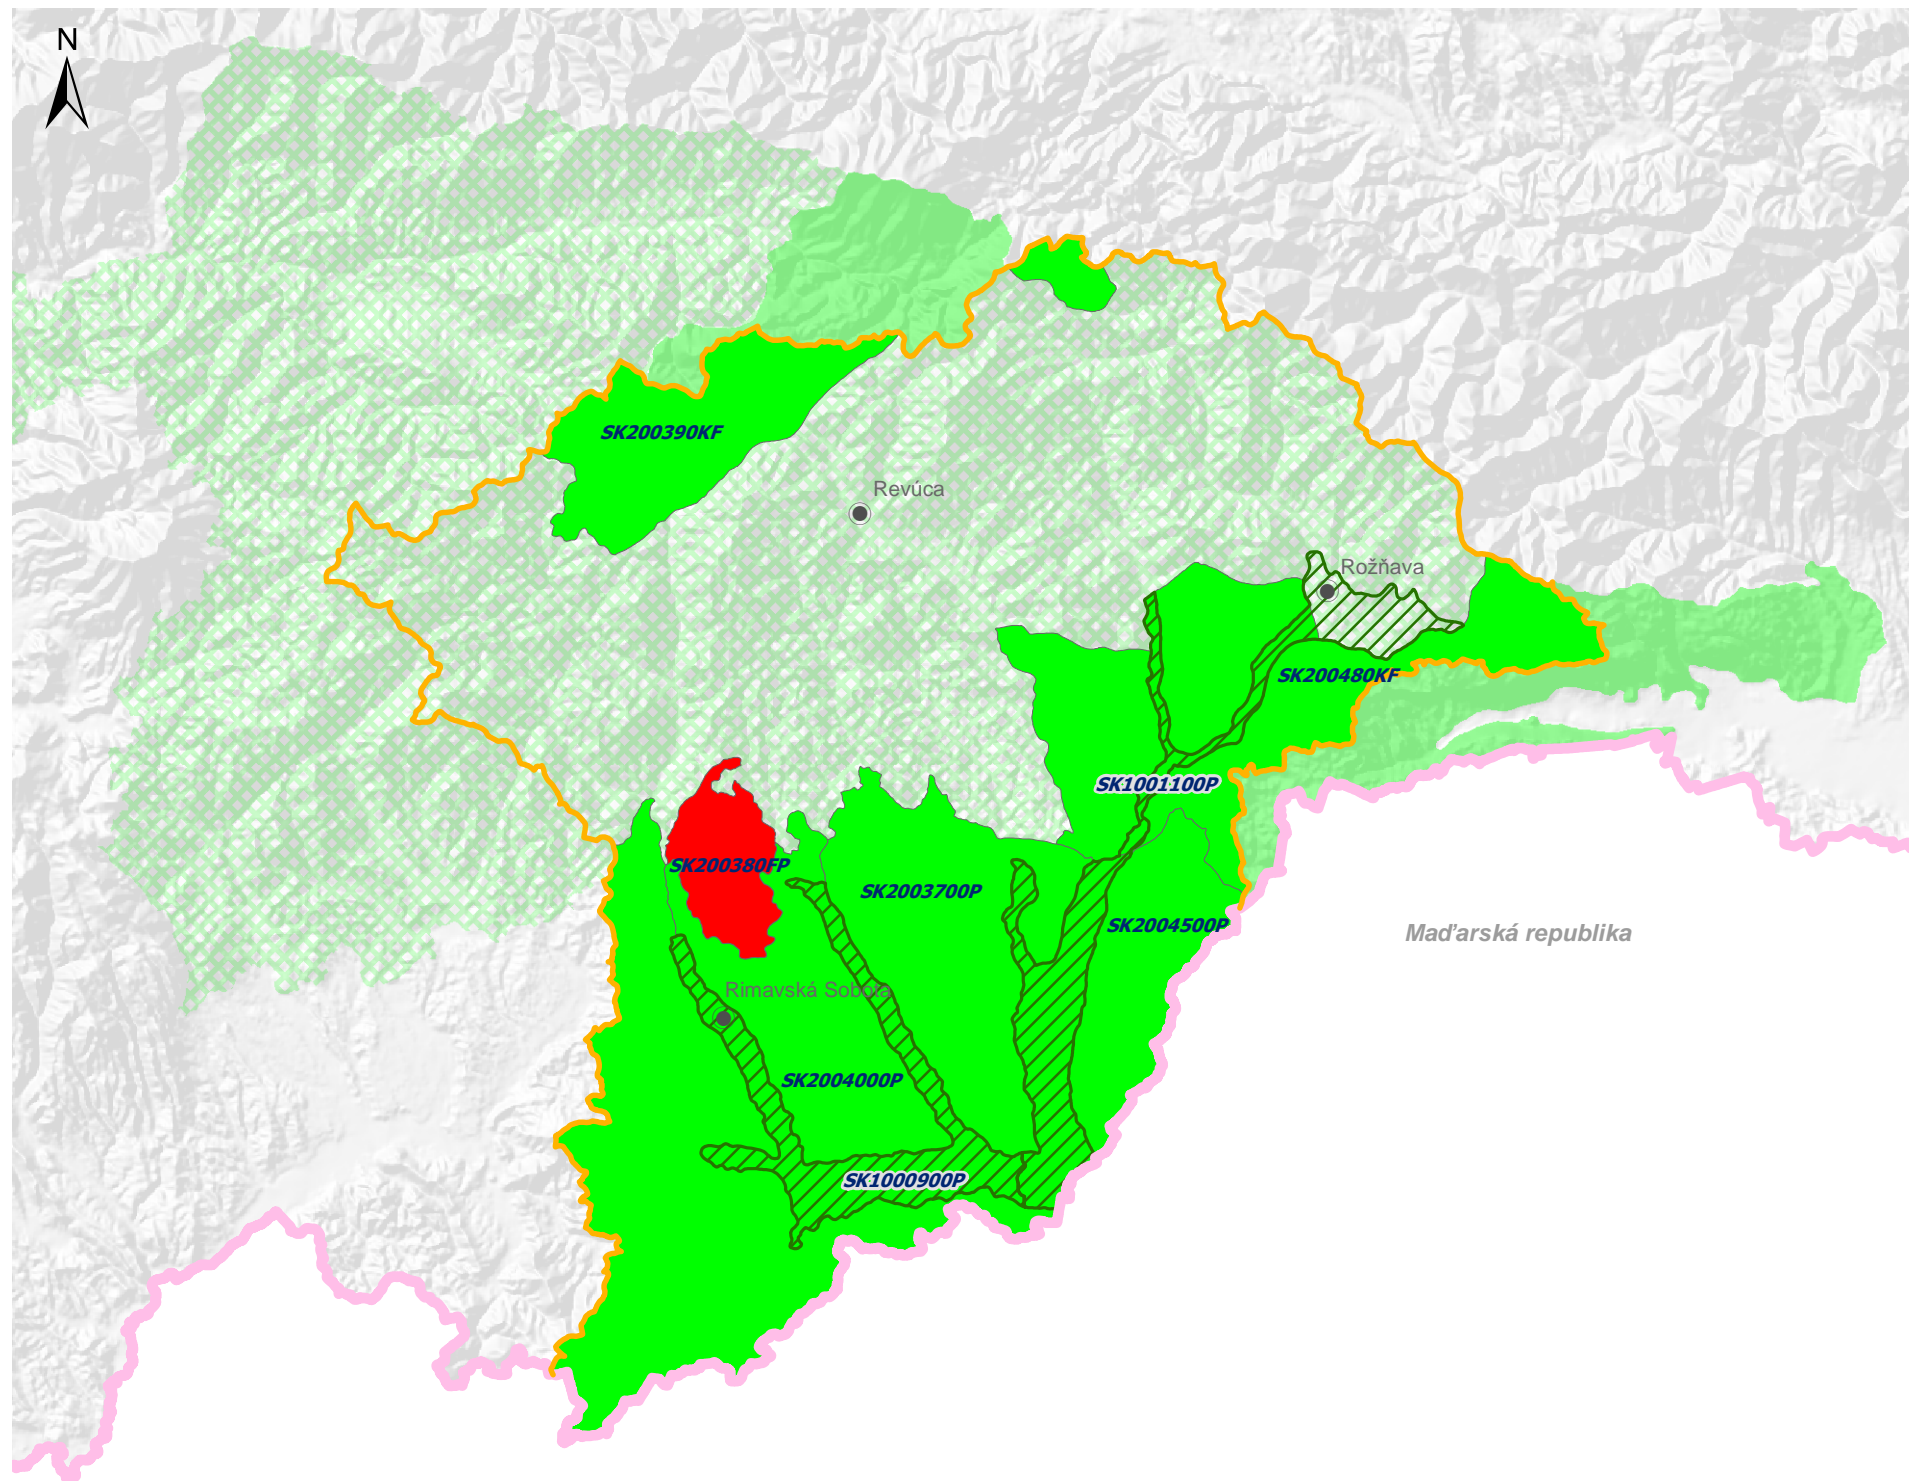 N
SK200390KF
Revúca
Rožňava
SK200480KF
SK1001100P
SK200380FP
SK2003700P
SK2004500P
Maďarská republika
Rimavská Sobota
SK2004000P
SK1000900P